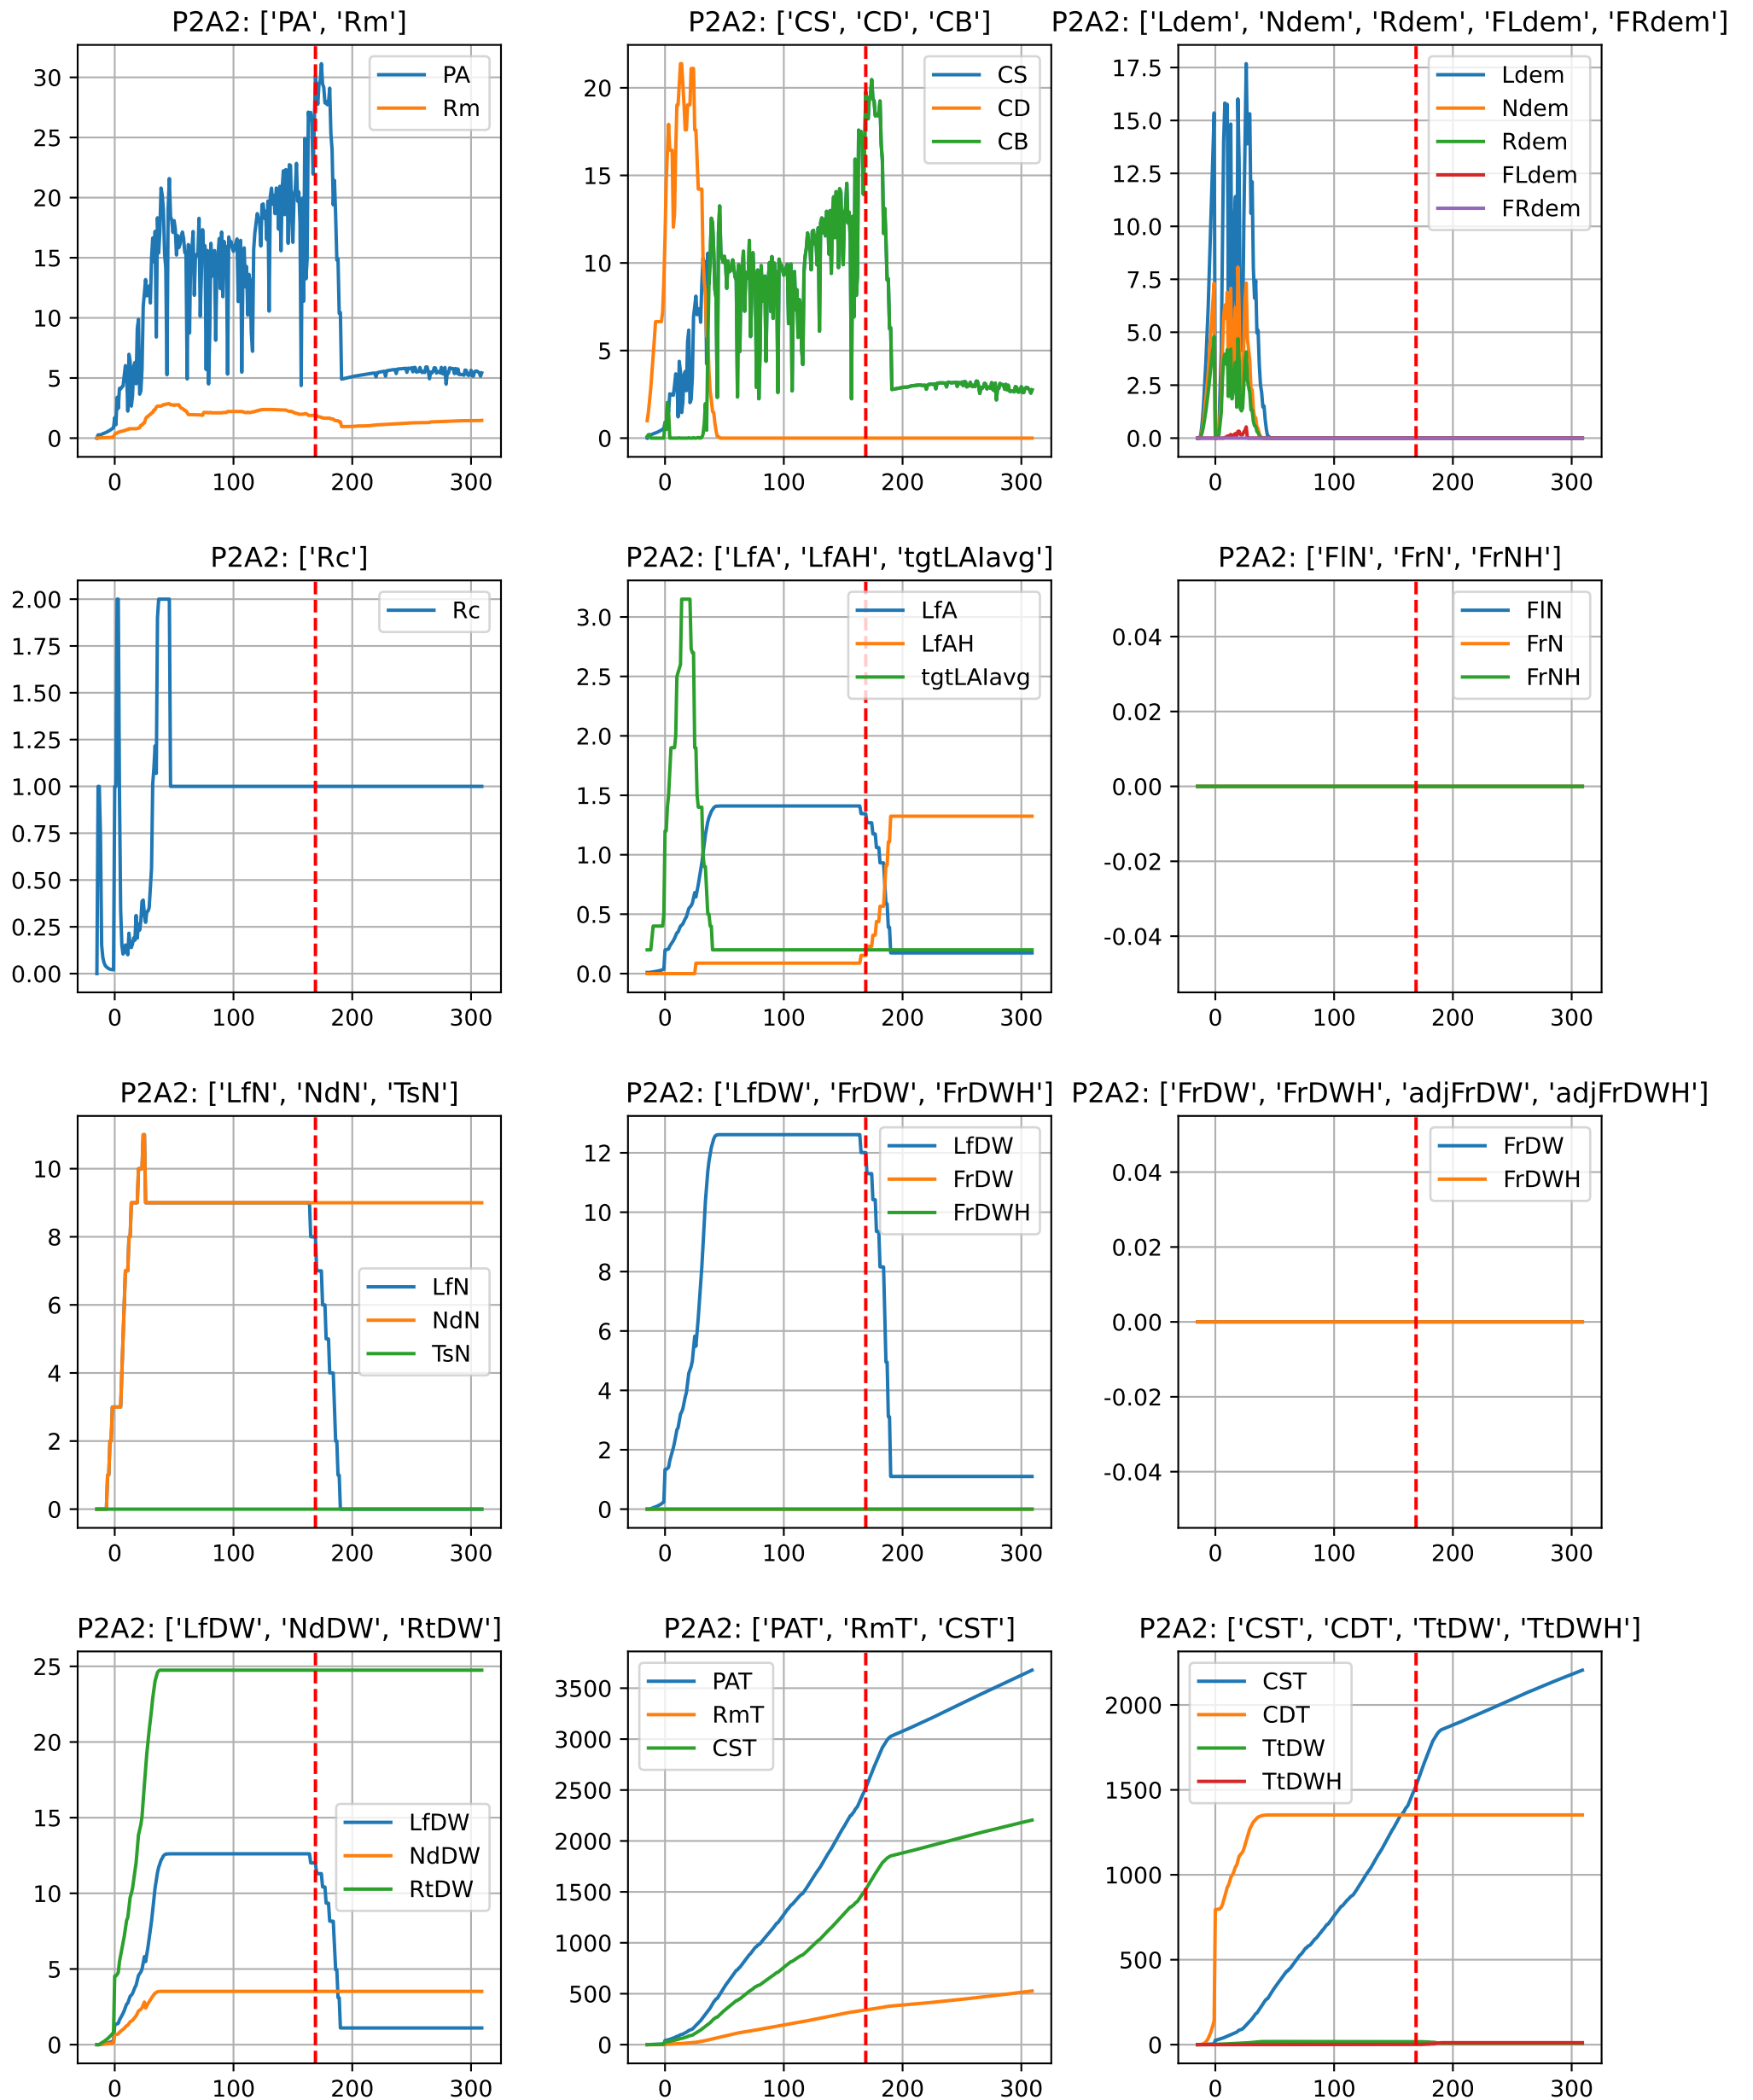 P2A2: ['PA', 'Rm']
30
25
20
15
10
5
0
0 100 200 300
PA
Rm
P2A2: ['CS', 'CD', 'CB']
20
15
10
5
0
0 100 200 300
CS
CD
CB
P2A2: ['Ldem', 'Ndem', 'Rdem', 'FLdem', 'FRdem']
17.5
15.0
12.5
10.0
7.5
5.0
2.5
0.0
0 100 200 300
Ldem
Ndem
Rdem
FLdem
FRdem
P2A2: ['Rc']
2.00
1.75
1.50
1.25
1.00
0.75
0.50
0.25
0.00
0 100 200 300
Rc
P2A2: ['LfA', 'LfAH', 'tgtLAIavg']
3.0
2.5
2.0
1.5
1.0
0.5
0.0
0 100 200 300
LfA
LfAH
tgtLAIavg
P2A2: ['FlN', 'FrN', 'FrNH']
0.04
0.02
0.00
-0.02
-0.04
0 100 200 300
FlN
FrN
FrNH
P2A2: ['LfN', 'NdN', 'TsN']
10
8
6
4
2
0
0 100 200 300
LfN
NdN
TsN
P2A2: ['LfDW', 'FrDW', 'FrDWH']
12
10
8
6
4
2
0
0 100 200 300
LfDW
FrDW
FrDWH
P2A2: ['FrDW', 'FrDWH', 'adjFrDW', 'adjFrDWH']
0.04
0.02
0.00
-0.02
-0.04
0 100 200 300
FrDW
FrDWH
P2A2: ['LfDW', 'NdDW', 'RtDW']
25
20
15
10
5
0
0 100 200 300
LfDW
NdDW
RtDW
P2A2: ['PAT', 'RmT', 'CST']
3500
3000
2500
2000
1500
1000
500
0
0 100 200 300
PAT
RmT
CST
P2A2: ['CST', 'CDT', 'TtDW', 'TtDWH']
2000
1500
1000
500
0
0 100 200 300
CST
CDT
TtDW
TtDWH